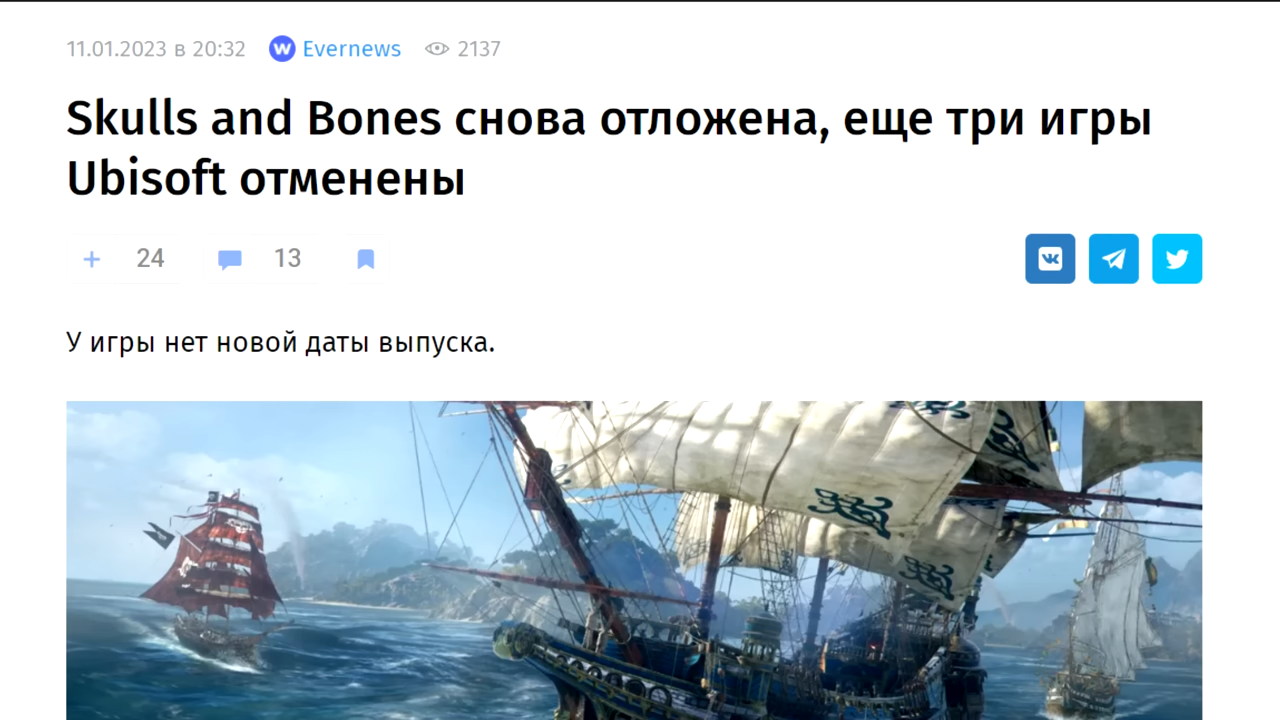 11.01.2023 в 20:32 Evernews 2137
Skulls and Bones снова отложена, еще три игры
Ubisoft отменены
+ 24 13
У игры нет новой даты выпуска.